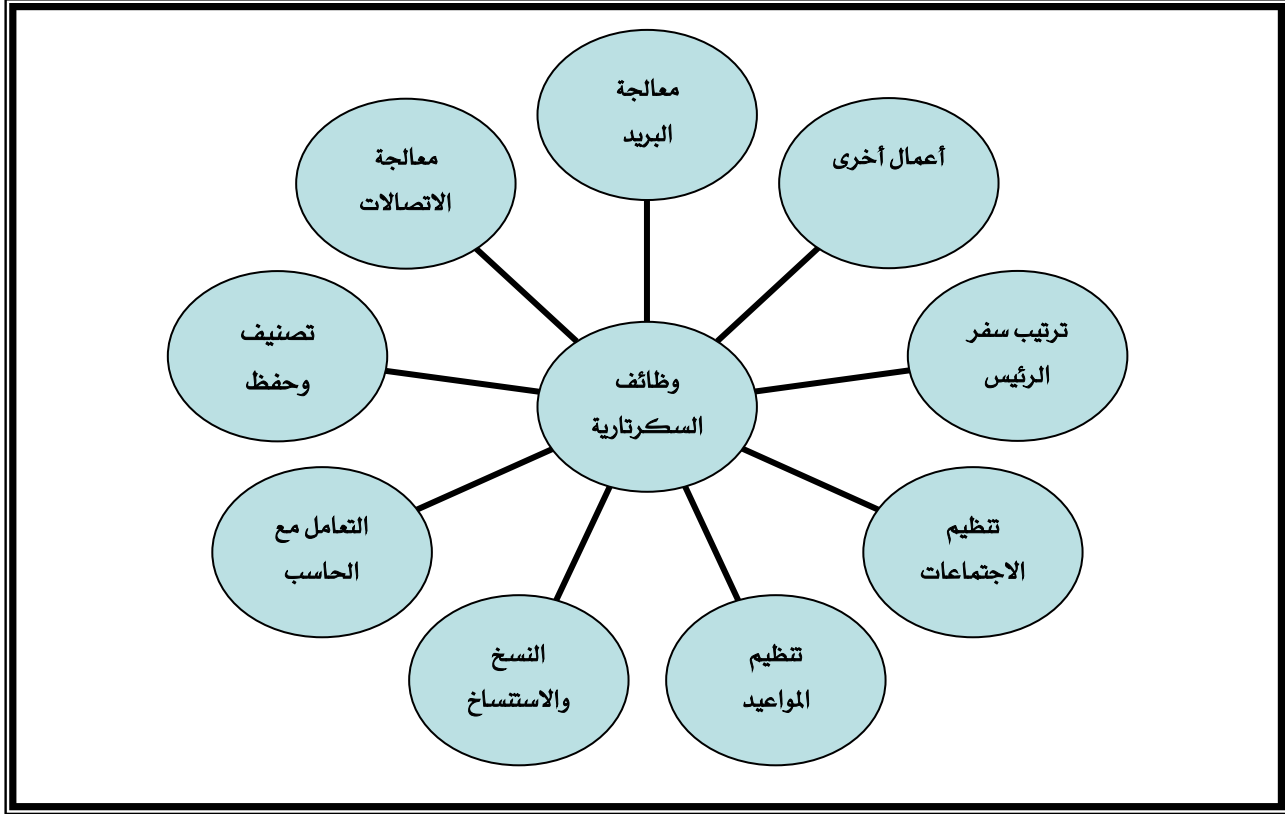 معالجة
البريد
أعمال أخرى
معالجة
الاتصالات
ترتيب سفر
الرئيس
تصنيف
وحفظ
وظائف
السكرتارية
التعامل مع
الحاسب
تنظيم
الاجتماعات
النسخ
والاستنساخ
تنظيم
المواعيد